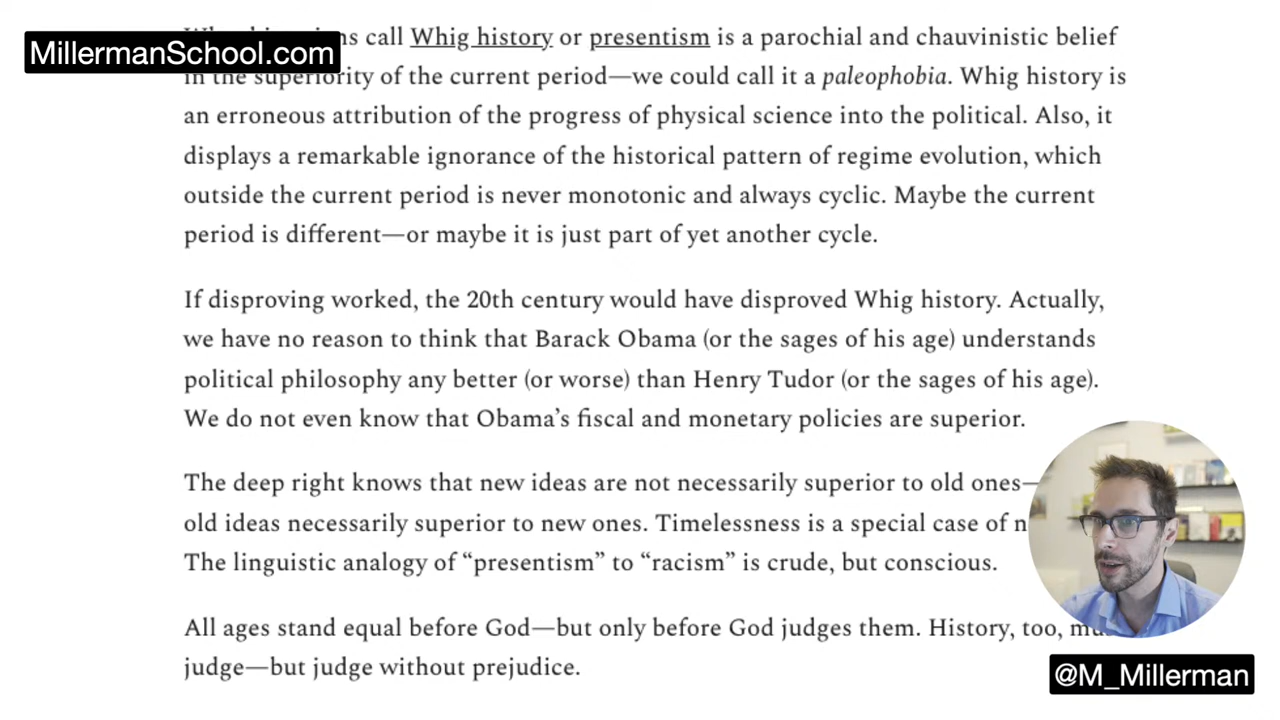 MillermanSchool.com
call Whig history or presentism is a parochial and chauvinistic belief
in the superiority of the current period—we could call it a paleophobia. Whig history is
an erroneous attribution of the progress of physical science into the political. Also, it
displays a remarkable ignorance of the historical pattern of regime evolution, which
outside the current period is never monotonic and always cyclic. Maybe the current
period is different—or maybe it is just part of yet another cycle.
If disproving worked, the 20th century would have disproved Whig history. Actually,
we have no reason to think that Barack Obama (or the sages of his age) understands
political philosophy any better (or worse) than Henry Tudor (or the sages of his age).
We do not even know that Obama’s fiscal and monetary policies are superior.
The deep right knows that new ideas are not necessarily superior to old ones—
old ideas necessarily superior to new ones. Timelessness is a special case of
The linguistic analogy of “presentism” to “racism” is crude, but conscious.
All ages stand equal before God—but only before God judges them. History, too,
judge—but judge without prejudice.
@M_Millerman